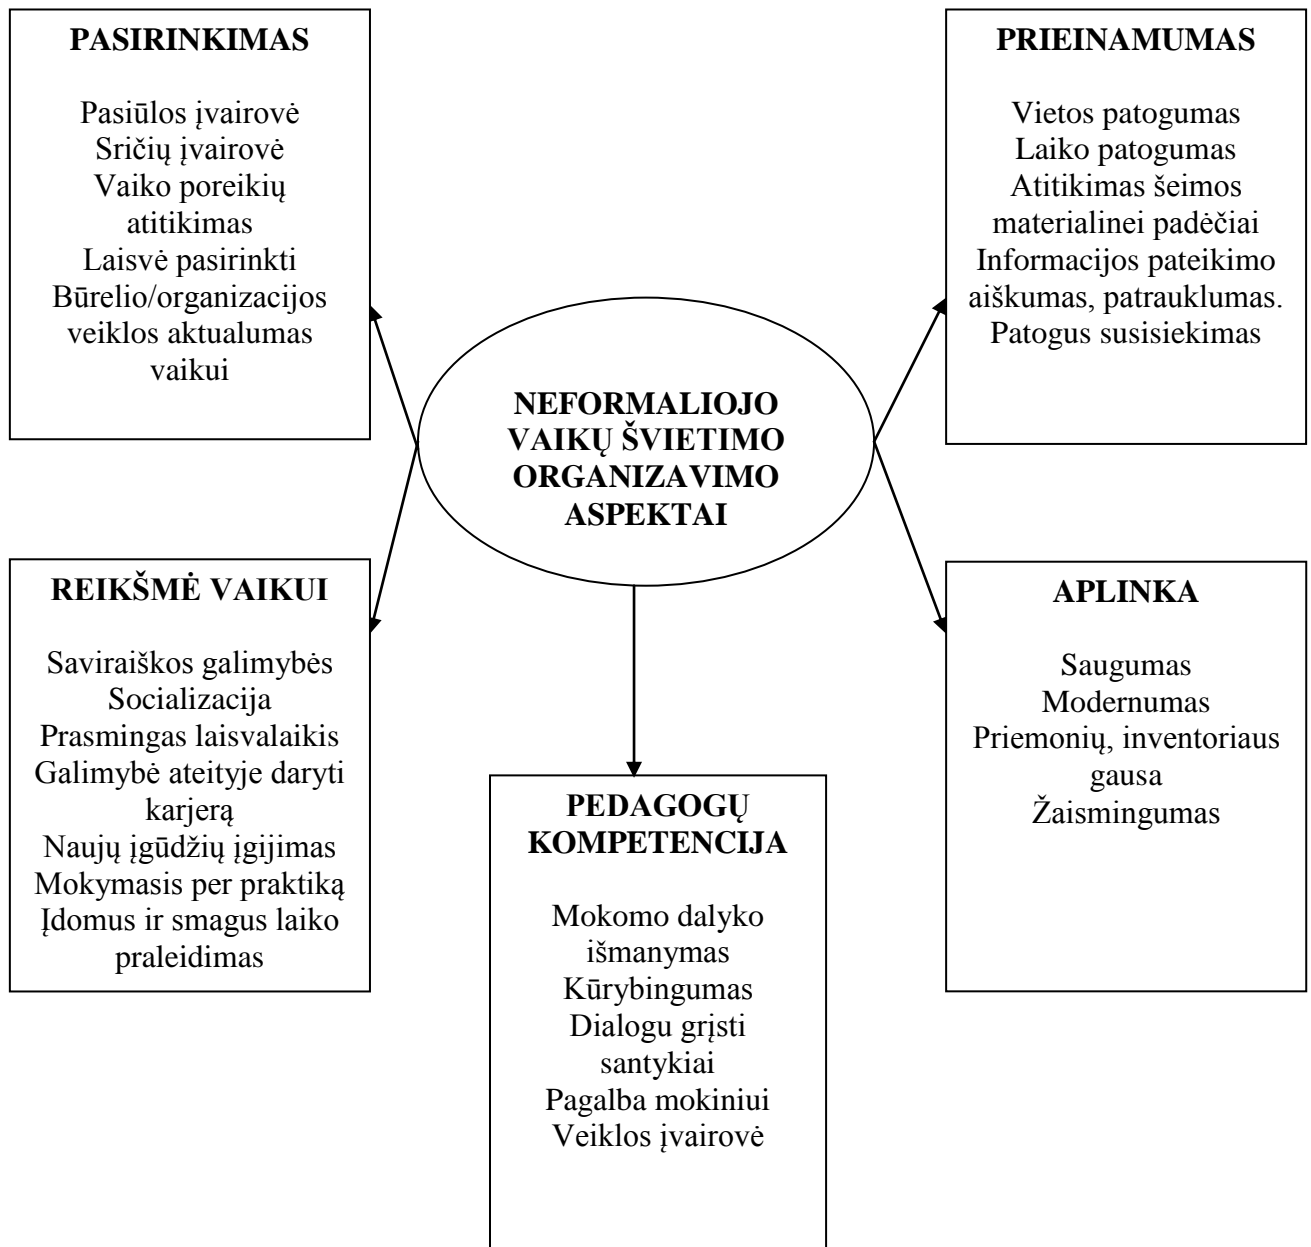 PASIRINKIMAS
Pasiūlos įvairovė
Sričių įvairovė
Vaiko poreikių
atitikimas
Laisvė pasirinkti
Būrelio/organizacijos
veiklos aktualumas
vaikui
PRIEINAMUMAS
Vietos patogumas
Laiko patogumas
Atitikimas šeimos
materialinei padėčiai
Informacijos pateikimo
aiškumas, patrauklumas.
Patogus susisiekimas
NEFORMALIOJO
VAIKŲ ŠVIETIMO
ORGANIZAVIMO
ASPEKTAI
REIKŠMĖ VAIKUI
Saviraiškos galimybės
Socializacija
Prasmingas laisvalaikis
Galimybė ateityje daryti
karjerą
Naujų įgūdžių įgijimas
Mokymasis per praktiką
Įdomus ir smagus laiko
praleidimas
APLINKA
Saugumas
Modernumas
Priemonių, inventoriaus
gausa
Žaismingumas
PEDAGOGŲ
KOMPETENCIJA
Mokomo dalyko
išmanymas
Kūrybingumas
Dialogu grįsti
santykiai
Pagalba mokiniui
Veiklos įvairovė